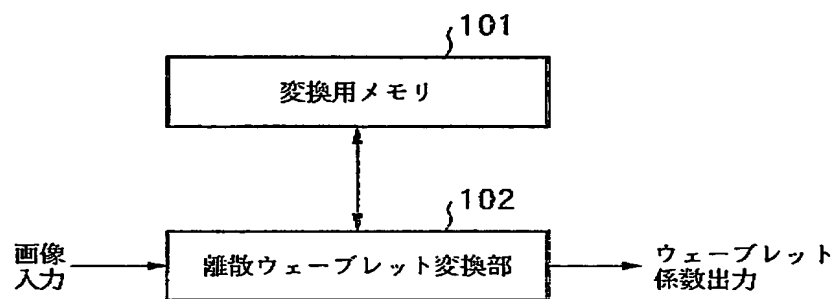 101
変換用メモリ
102
画像
入力
離散ウェーブレット変換部
ウェーブレット
係数出力